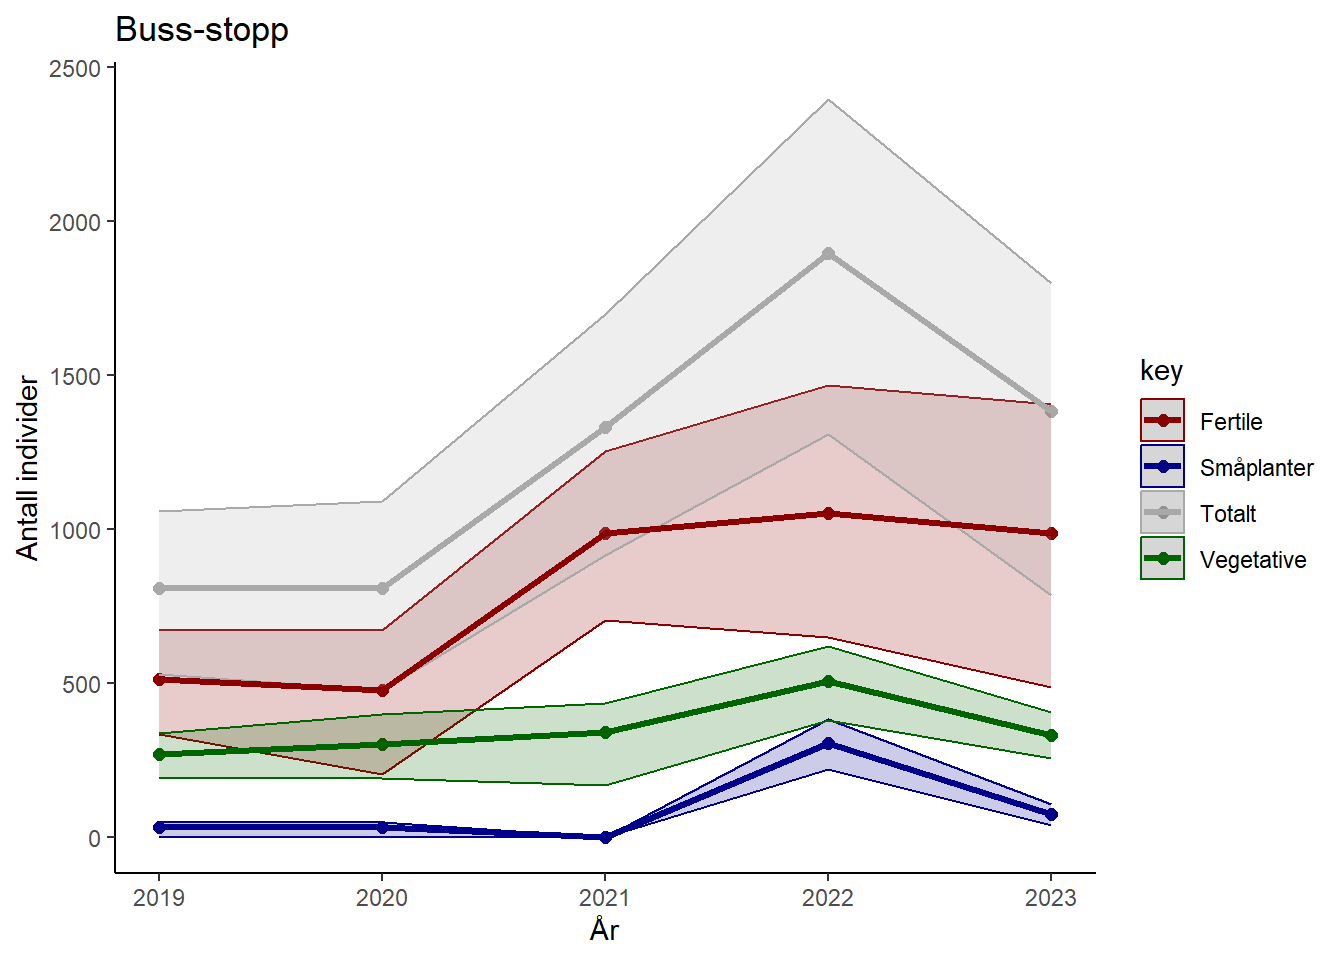 Buss-stopp
2500
2000
1500
1000
500
0
Antall individer
2019 2020 2021 2022 2023
År
key
Fertile
Småplanter
Totalt
Vegetative